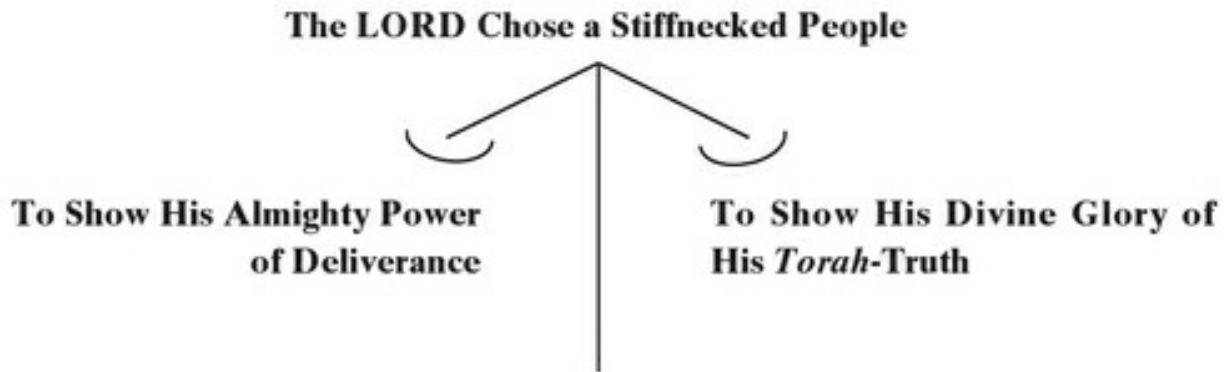 The LORD Chose a Stiffnecked People
To Show His Almighty Power
of Deliverance
To Show His Divine Glory of
His Torah-Truth